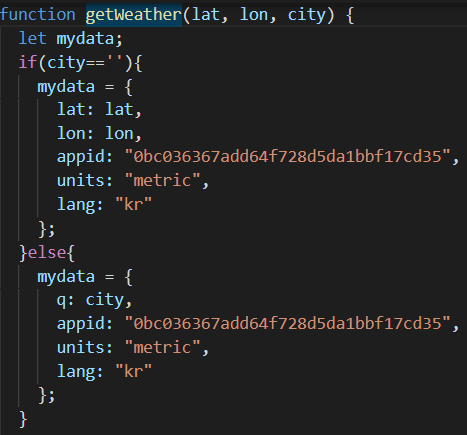 function getWeather(lat, lon, city) {
let mydata;
if(city==''){
mydata = {
lat: lat,
lon: lon,
appid: "0bc036367add64f728d5da1bbf17cd35",
units: "metric",
lang: "kr"
};
}else{
mydata = {
q: city,
appid: "0bc036367add64f728d5da1bbf17cd35",
units: "metric",
lang: "kr"
};
}